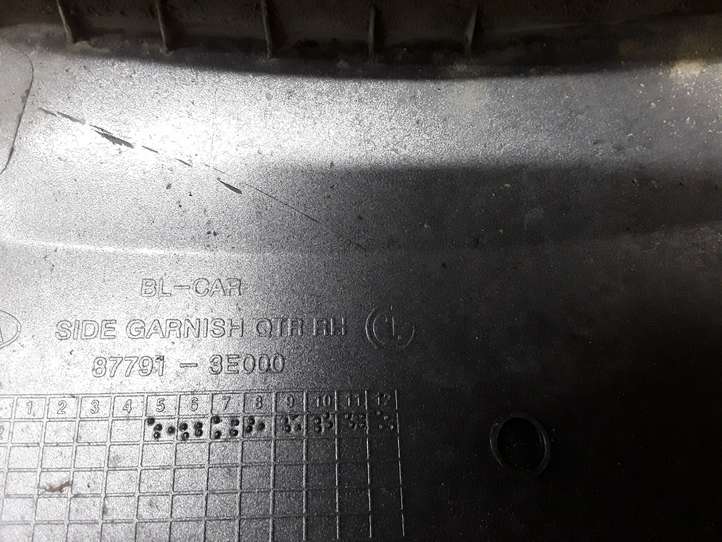 BL-CAR
SIDE GARNISH QTR RH L
87791-3E000
1 2 3 4 5 6 7 8 9 10 11 12